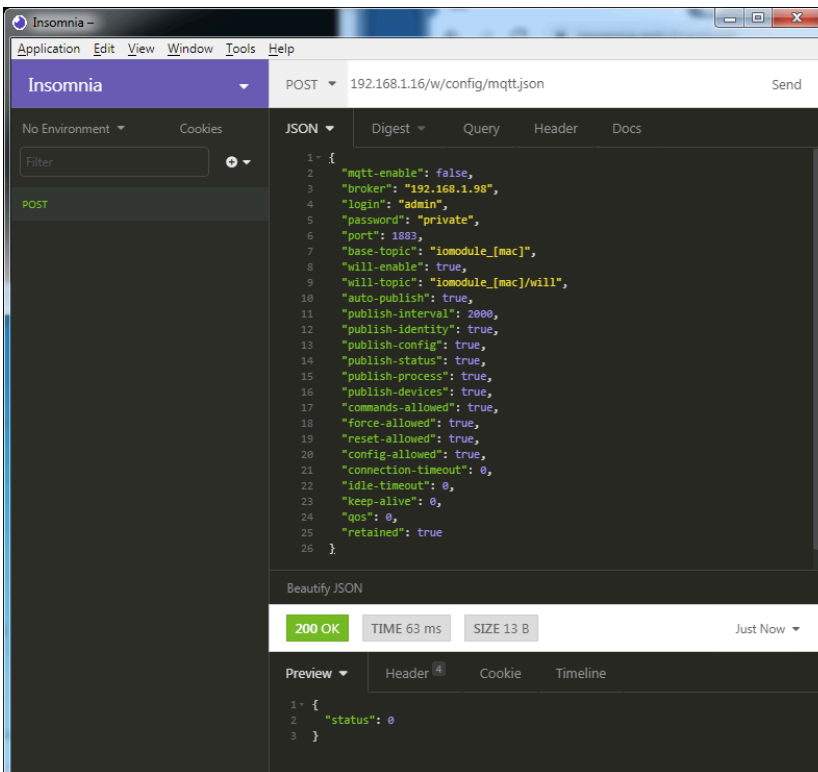 Insomnia –
Application Edit View Window Tools Help
Insomnia
POST 192.168.1.16/w/config/mqtt.json Send
No Environment Cookies
JSON Digest Query Header Docs
Filter
POST
1 {
2 "mqtt-enable": false,
3 "broker": "192.168.1.98",
4 "login": "admin",
5 "password": "private",
6 "port": 1883,
7 "base-topic": "iomodule_[mac]",
8 "will-enable": true,
9 "will-topic": "iomodule_[mac]/will",
10 "auto-publish": true,
11 "publish-interval": 2000,
12 "publish-identity": true,
13 "publish-config": true,
14 "publish-status": true,
15 "publish-process": true,
16 "publish-devices": true,
17 "commands-allowed": true,
18 "force-allowed": true,
19 "reset-allowed": true,
20 "config-allowed": true,
21 "connection-timeout": 0,
22 "idle-timeout": 0,
23 "keep-alive": 0,
24 "qos": 0,
25 "retained": true
26 }
Beautify JSON
200 OK TIME 63 ms SIZE 13 B Just Now
Preview Header 4 Cookie Timeline
1 {
2 "status": 0
3 }